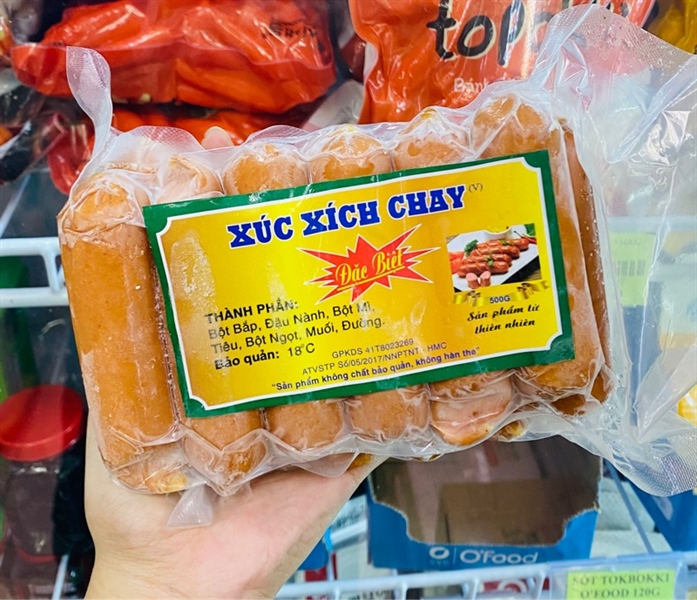 topokki
Bánh
XÚC XÍCH CHAY (V)
Đặc Biệt
THÀNH PHẦN:
Bột Bắp, Đậu Nành, Bột Mì,
Tiêu, Bột Ngọt, Muối, Đường.
Bảo quản: 18°C
500G
Sản phẩm từ
thiên nhiên
GPKDS 41T8023269
ATVSTP Số/05/2017/NNPTNT - HMC
"Sản phẩm không chất bảo quản, không hàn the"
O'Food
SỐT TOKBOKKI
O'FOOD 120G